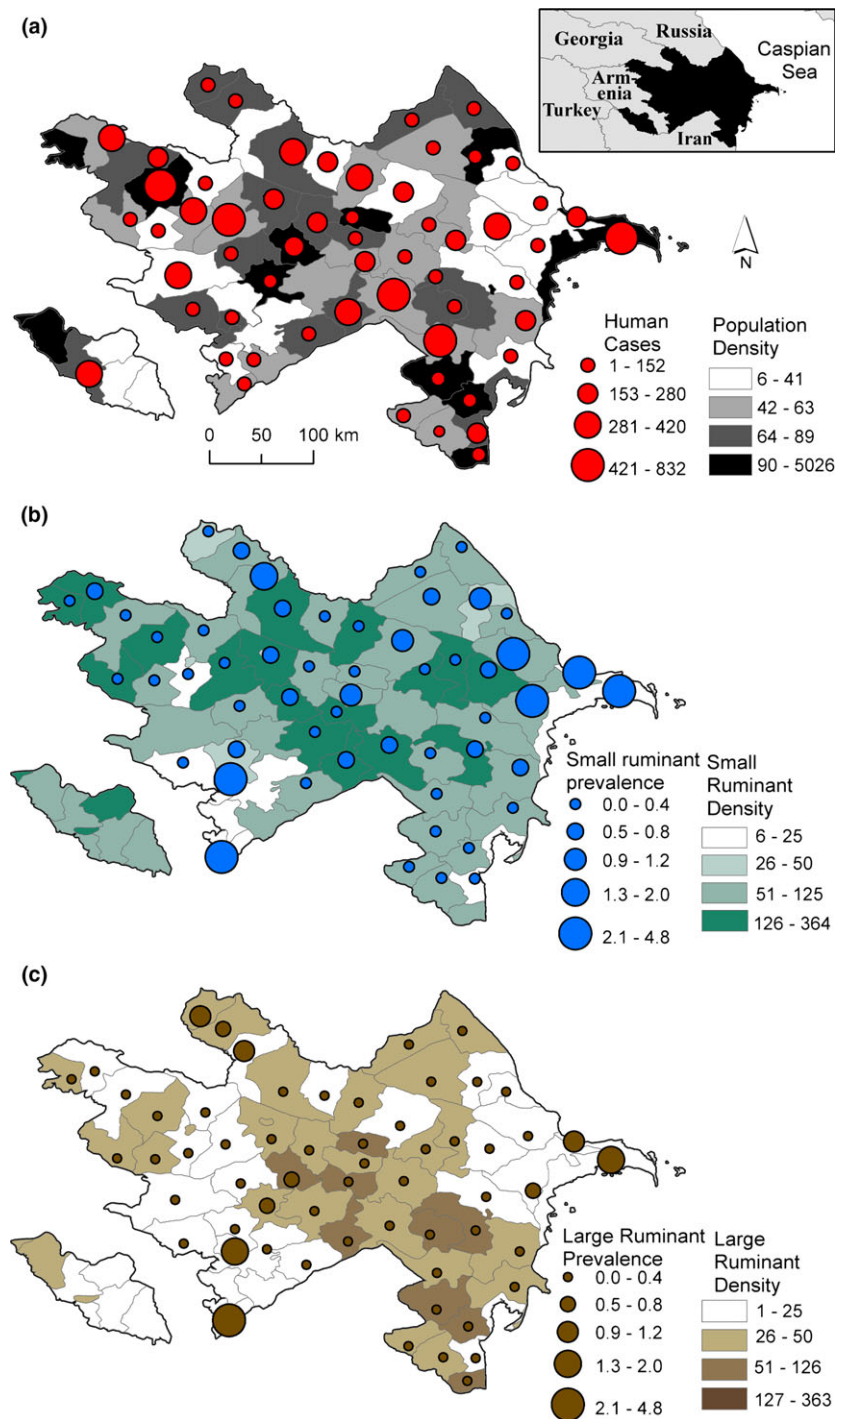 (a)
Georgia
Russia
Caspian
Sea
Arm-
enia
Turkey
Iran
N
Human
Cases
1 - 152
153 - 280
281 - 420
421 - 832
Population
Density
6 - 41
42 - 63
64 - 89
90 - 5026
0 50 100 km
(b)
Small ruminant
prevalence
0.0 - 0.4
0.5 - 0.8
0.9 - 1.2
1.3 - 2.0
2.1 - 4.8
Small
Ruminant
Density
6 - 25
26 - 50
51 - 125
126 - 364
(c)
Large Ruminant
Prevalence
0.0 - 0.4
0.5 - 0.8
0.9 - 1.2
1.3 - 2.0
2.1 - 4.8
Large
Ruminant
Density
1 - 25
26 - 50
51 - 126
127 - 363